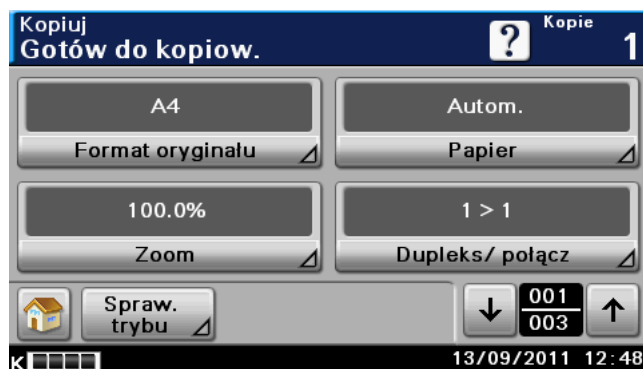 Kopiuj
Gotów do kopiow.
?
Kopie
1
A4
Format oryginału
Autom.
Papier
100.0%
Zoom
1 > 1
Dupleks/ połącz
Spraw.
trybu
↓
001
003
↑
K
13/09/2011 12:48